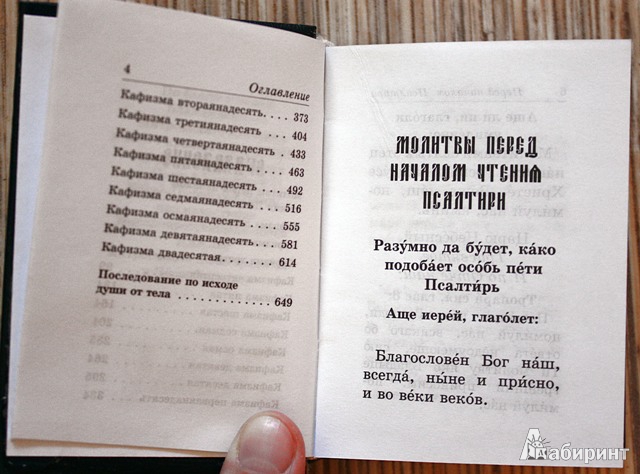 4
Оглавление
Кафизма втораянадесять.... 373
Кафизма третиянадесять .... 404
Кафизма четвертаянадесять . 433
Кафизма пятаянадесять ..... 463
Кафизма шестаянадесять .... 492
Кафизма седмаянадесять .... 516
Кафизма осмаянадесять..... 555
Кафизма девятаянадесять.... 581
Кафизма двадесятая......... 614
Последование по исходе
души от тела ............... 649
МОЛИТВЫ ПЕРЕД
НАЧАЛОМ ЧТЕНИЯ
ПСАЛТИРИ
Разу́мно да бу́дет, ка́ко
подоба́ет осо́бь пе́ти
Псалти́рь
Аще иере́й, глаго́лет:
Благослове́н Бог на́ш,
всегда́, ны́не и при́сно,
и во ве́ки веко́в.
Лабиринт